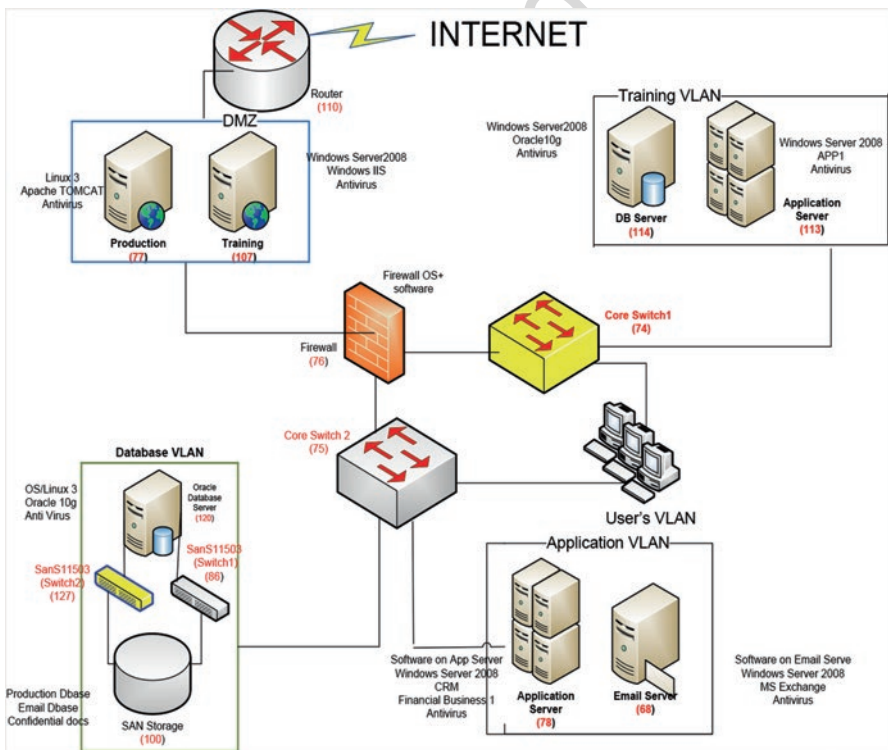 INTERNET
Router
(110)
DMZ
Linux 3
Apache TOMCAT
Antivirus
Production
(77)
Training
(107)
Windows Server2008
Windows IIS
Antivirus
Training VLAN
Windows Server2008
Oracle10g
Antivirus
DB Server
(114)
Windows Server 2008
APP1
Antivirus
Application
Server
(113)
Firewall OS+
software
Firewall
(76)
Core Switch1
(74)
Core Switch 2
(75)
User's VLAN
Database VLAN
OS/Linux 3
Oracle 10g
Anti Virus
Oracle
Database
Server
(120)
SanS11503
(Switch1)
(86)
SanS11503
(Switch2)
(127)
Production Dbase
Email Dbase
Confidential docs
SAN Storage
(100)
Application VLAN
Software on App Server
Windows Server 2008
CRM
Financial Business 1
Antivirus
Application
Server
(78)
Email Server
(68)
Software on Email Serve
Windows Server 2008
MS Exchange
Antivirus